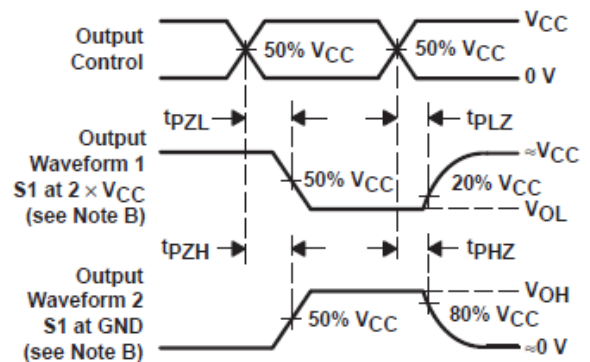 Output
Control
50% VCC
50% VCC
VCC
0 V
tPZL
tPLZ
Output
Waveform 1
S1 at 2 × VCC
(see Note B)
50% VCC
≈VCC
20% VCC
VOL
tPZH
tPHZ
Output
Waveform 2
S1 at GND
(see Note B)
50% VCC
VOH
80% VCC
≈0 V